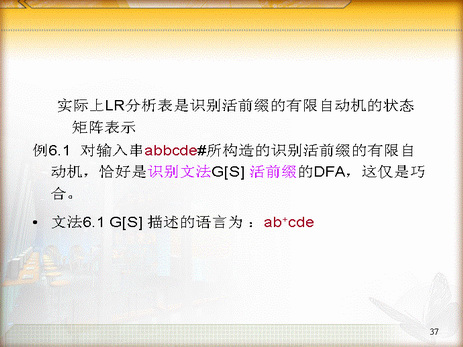 实际上LR分析表是识别活前缀的有限自动机的状态
矩阵表示
例6.1 对输入串abbcde#所构造的识别活前缀的有限自
动机，恰好是识别文法G[S] 活前缀的DFA，这仅是巧
合。
• 文法6.1 G[S] 描述的语言为 ：ab⁺cde
37